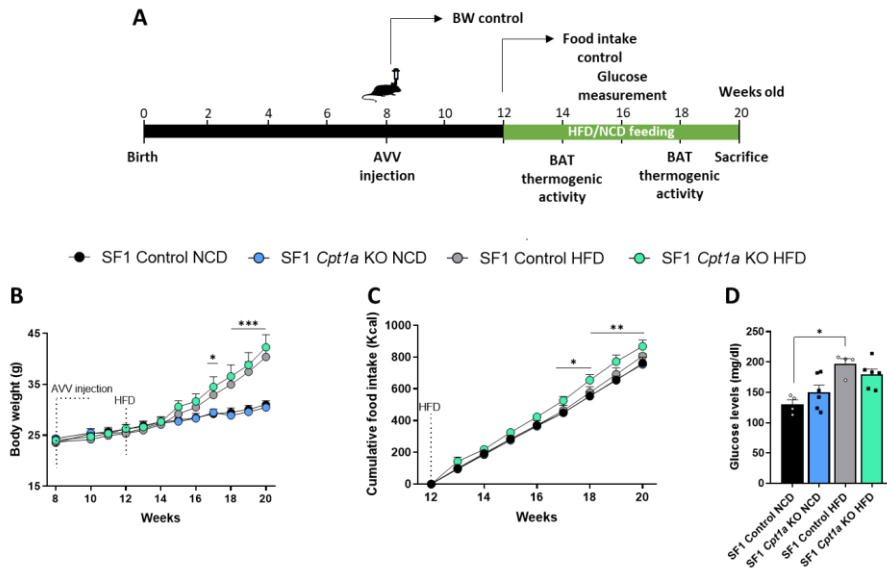 A
BW control
Food intake
control
Glucose
measurement
Weeks old
0 2 4 6 8 10 12 14 16 18 20
HFD/NCD feeding
Birth
AVV
injection
BAT
thermogenic
activity
BAT
thermogenic
activity
Sacrifice
SF1 Control NCD SF1 Cpt1a KO NCD SF1 Control HFD SF1 Cpt1a KO HFD
B
Body weight (g)
45
35
25
15
AVV injection
HFD
*
***
8 10 12 14 16 18 20
Weeks
C
Cumulative food intake (Kcal)
1000
800
600
400
200
0
HFD
*
**
12 14 16 18 20
Weeks
D
Glucose levels (mg/dl)
250
200
150
100
50
0
*
SF1 Control NCD
SF1 Cpt1a KO NCD
SF1 Control HFD
SF1 Cpt1a KO HFD